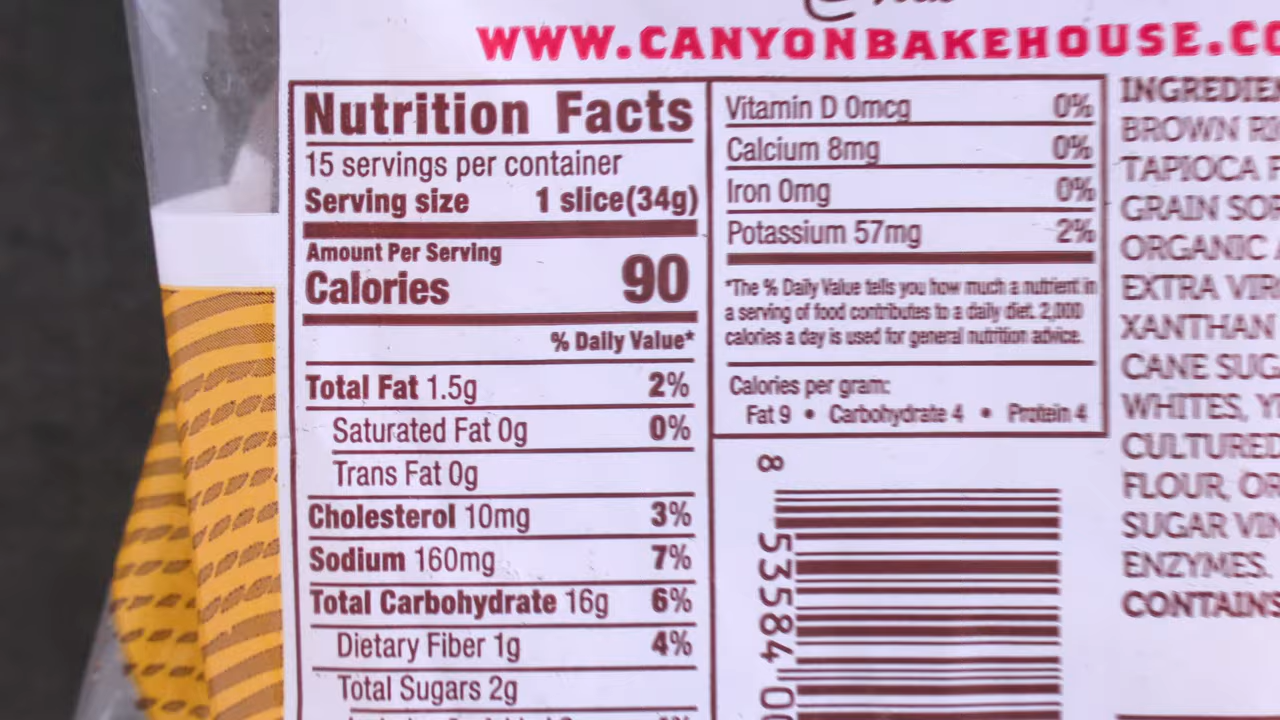 WWW.CANYONBAKEHOUSE.CO
Nutrition Facts
15 servings per container
Serving size 1 slice(34g)
Amount Per Serving
Calories 90
% Daily Value*
Total Fat 1.5g 2%
Saturated Fat 0g 0%
Trans Fat 0g
Cholesterol 10mg 3%
Sodium 160mg 7%
Total Carbohydrate 16g 6%
Dietary Fiber 1g 4%
Total Sugars 2g
Vitamin D 0mcg 0%
Calcium 8mg 0%
Iron 0mg 0%
Potassium 57mg 2%
*The % Daily Value tells you how much a nutrient in
a serving of food contributes to a daily diet. 2,000
calories a day is used for general nutrition advice.
Calories per gram:
Fat 9 • Carbohydrate 4 • Protein 4
8 53584 0
INGREDIEN
BROWN RI
TAPIOCA F
GRAIN SOR
ORGANIC
EXTRA VIR
XANTHAN
CANE SUGA
WHITES, Y
CULTURED
FLOUR, OR
SUGAR VIN
ENZYMES.
CONTAINS